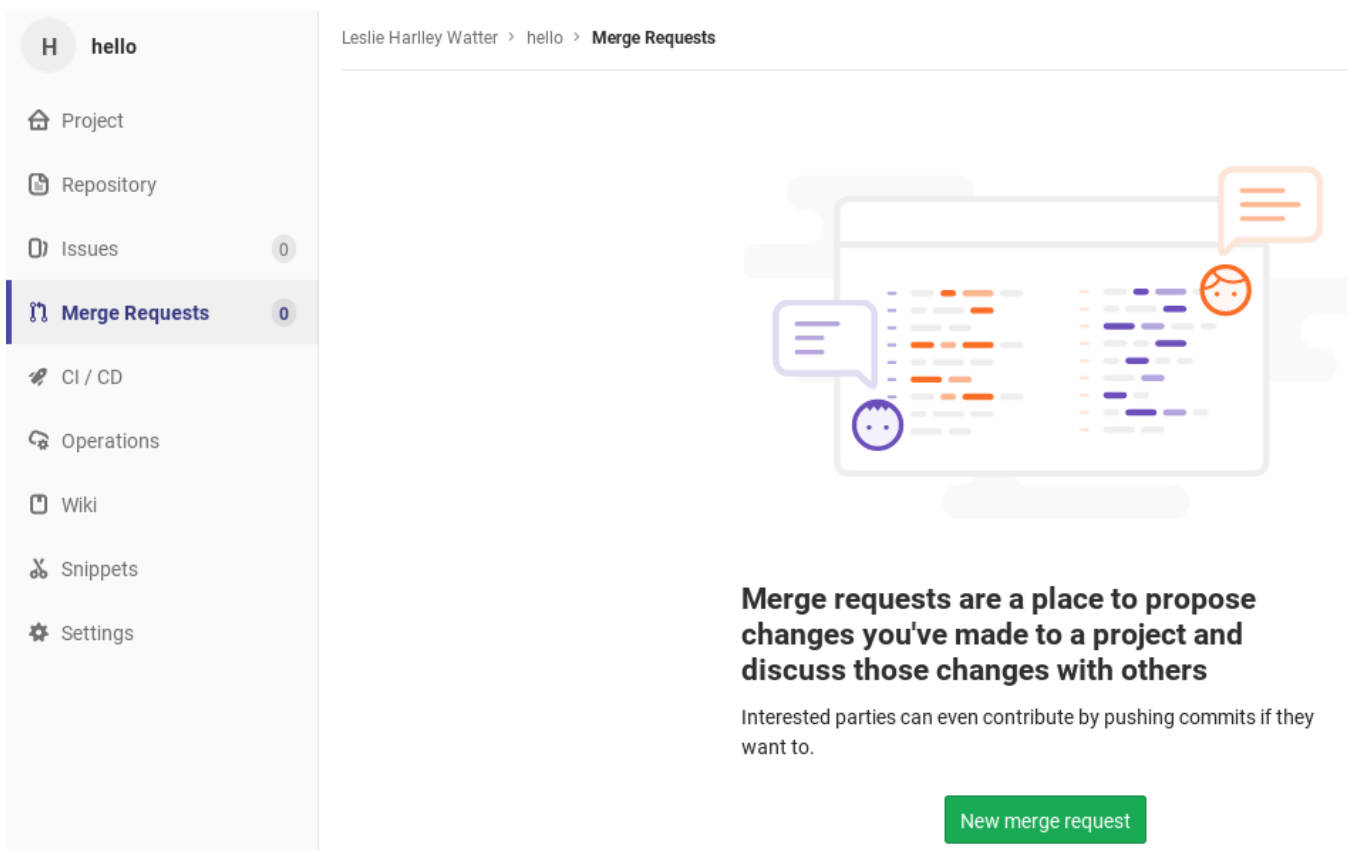 H hello
Project
Repository
Issues 0
Merge Requests 0
CI / CD
Operations
Wiki
Snippets
Settings
Leslie Harlley Watter > hello > Merge Requests
Merge requests are a place to propose
changes you've made to a project and
discuss those changes with others
Interested parties can even contribute by pushing commits if they
want to.
New merge request